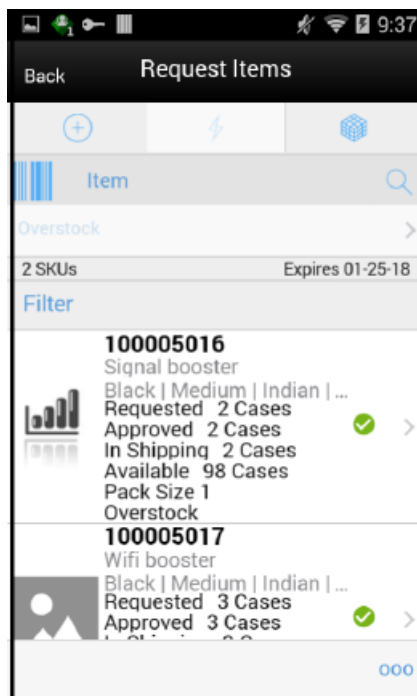 9:37
Back
Request Items
Item
Overstock
2 SKUs
Expires 01-25-18
Filter
100005016
Signal booster
Black | Medium | Indian | ...
Requested 2 Cases
Approved 2 Cases
In Shipping 2 Cases
Available 98 Cases
Pack Size 1
Overstock
100005017
Wifi booster
Black | Medium | Indian | ...
Requested 3 Cases
Approved 3 Cases
ooo